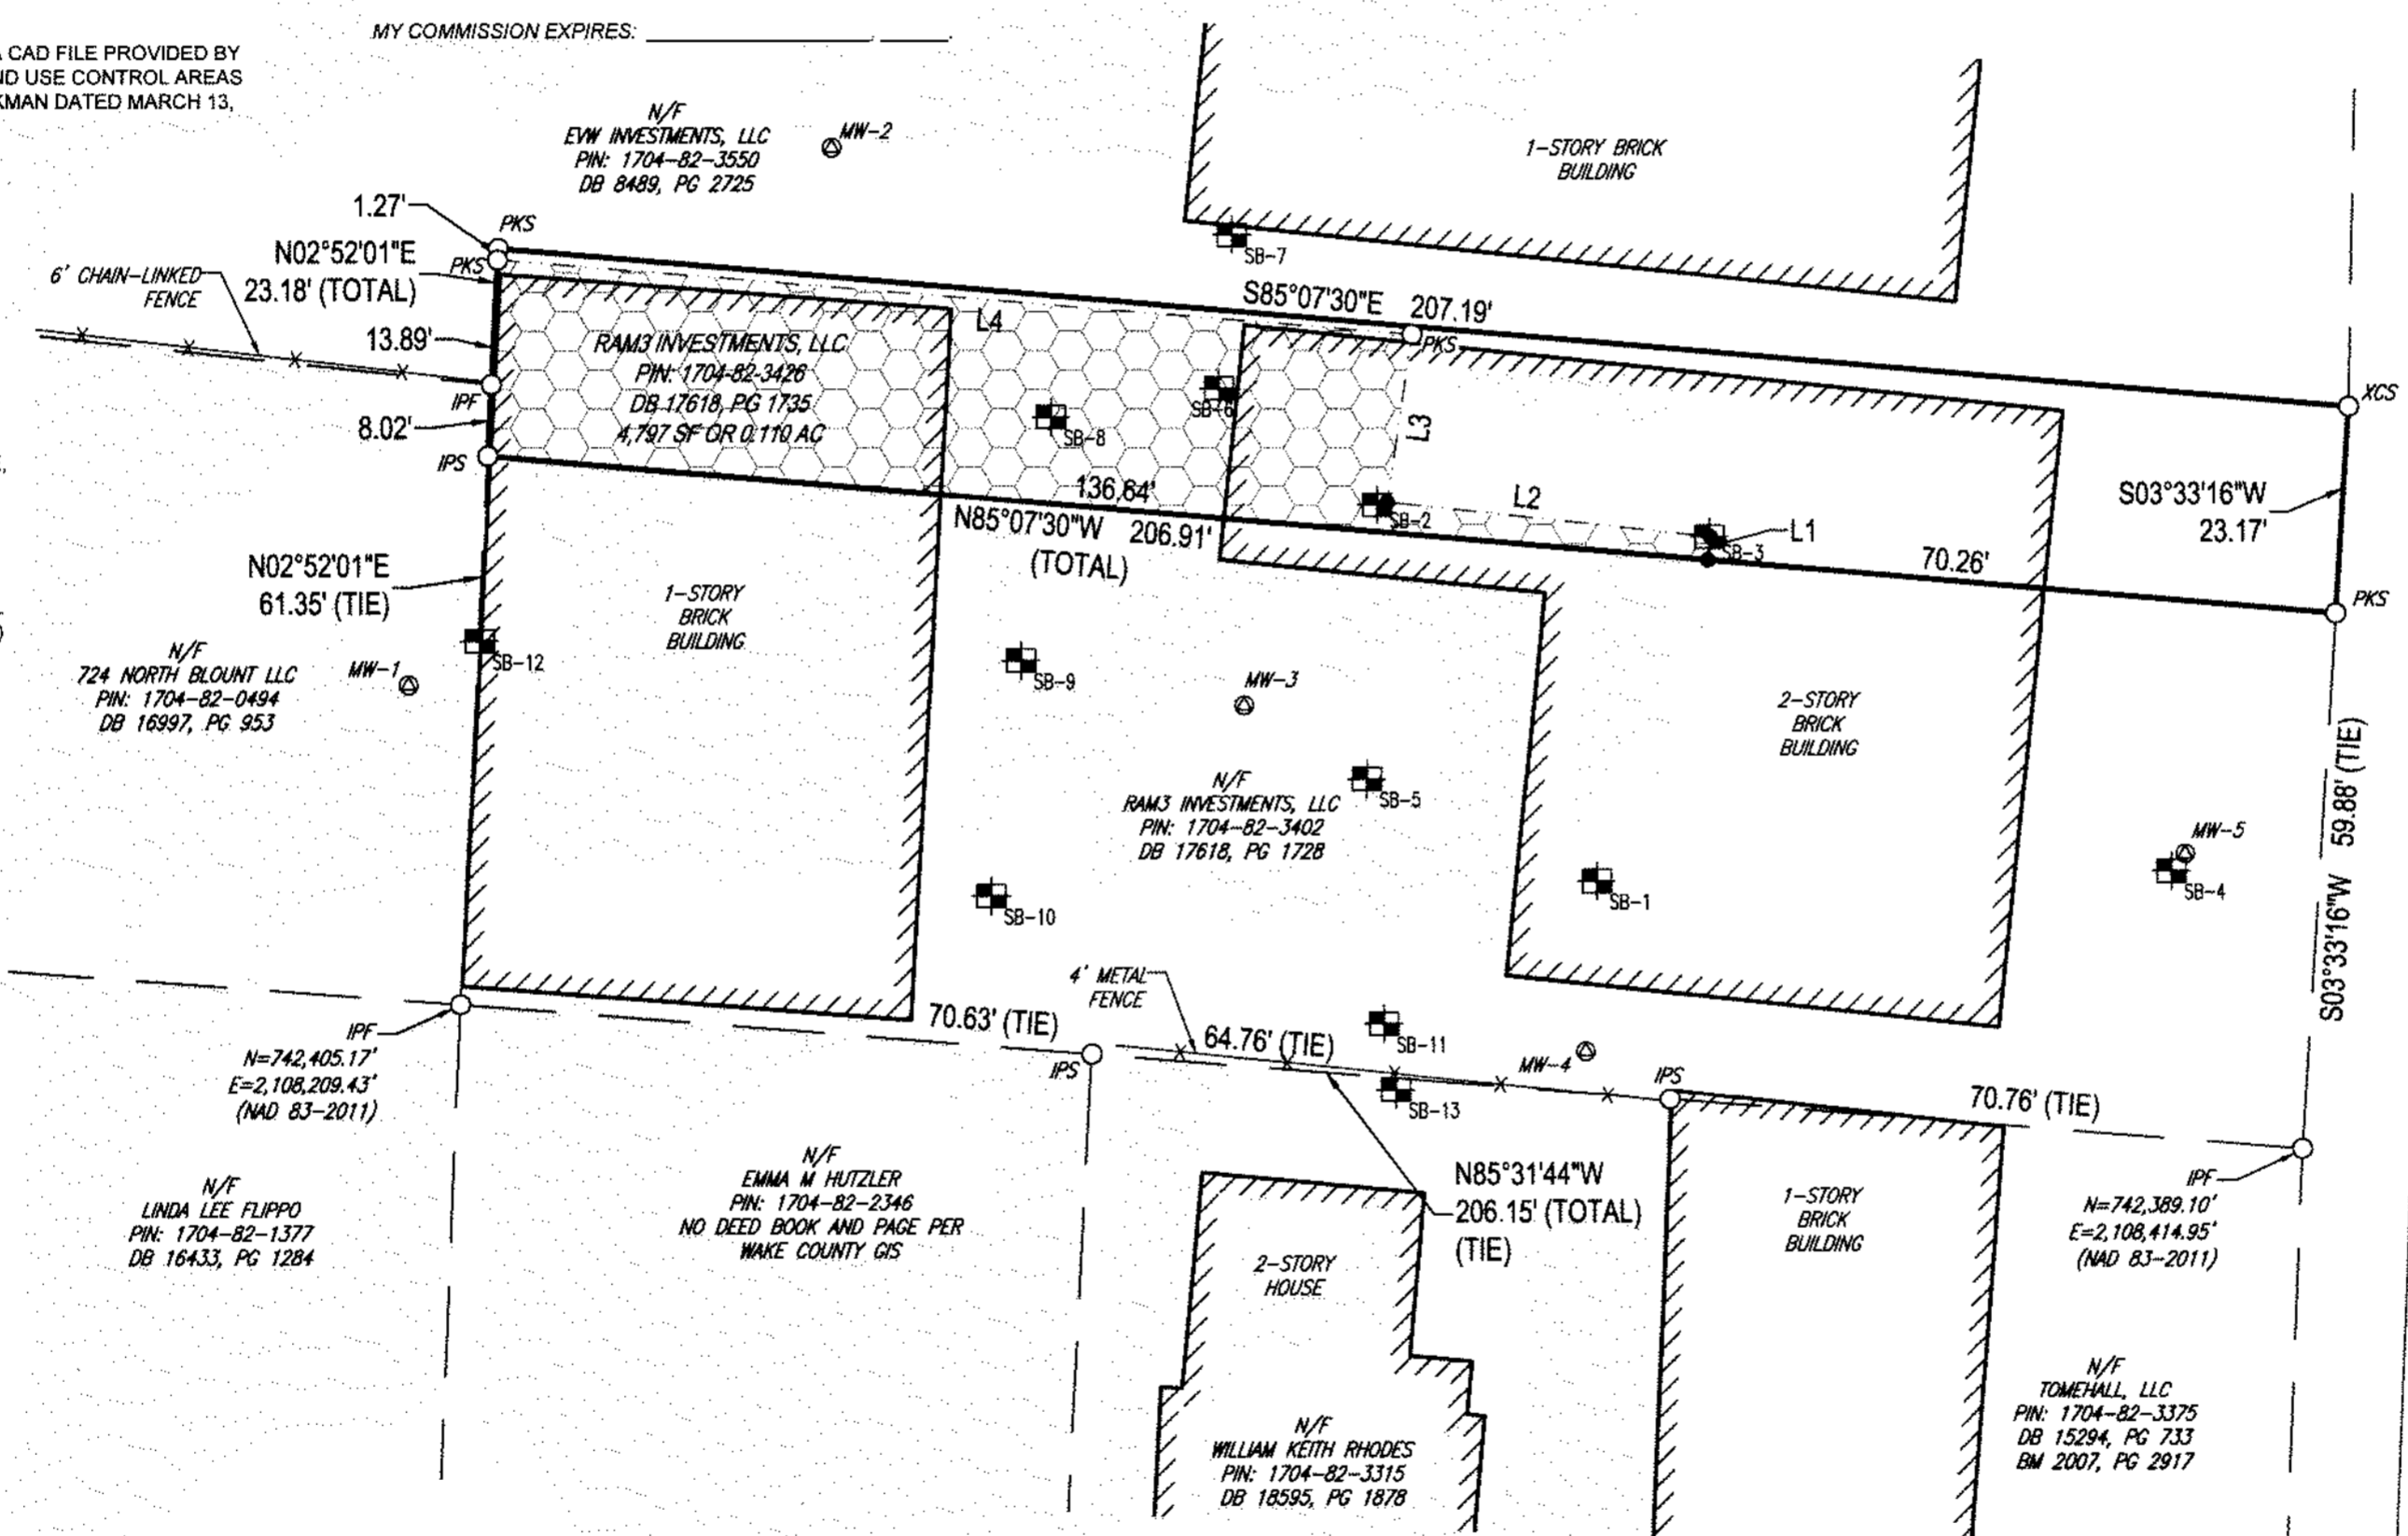 MY COMMISSION EXPIRES:
CAD FILE PROVIDED BY
ND USE CONTROL AREAS
KMAN DATED MARCH 13,
N/F
EVW INVESTMENTS, LLC
PIN: 1704-82-3550
DB 8489, PG 2725
MW-2
1-STORY BRICK
BUILDING
1.27'
PKS
N02°52'01"E
23.18' (TOTAL)
PKS
6' CHAIN-LINKED
FENCE
13.89'
IPF
8.02'
IPS
SB-7
S85°07'30"E 207.19'
L4
PKS
XCS
RAM3 INVESTMENTS, LLC
PIN: 1704-82-3426
DB 17618, PG 1735
4,797 SF OR 0.110 AC
SB-6
SB-8
L3
136.64'
N85°07'30"W 206.91'
(TOTAL)
SB-2
L2
SB-3
L1
70.26'
S03°33'16"W
23.17'
PKS
N02°52'01"E
61.35' (TIE)
1-STORY
BRICK
BUILDING
SB-12
N/F
724 NORTH BLOUNT LLC
PIN: 1704-82-0494
DB 16997, PG 953
MW-1
SB-9
MW-3
2-STORY
BRICK
BUILDING
N/F
RAM3 INVESTMENTS, LLC
PIN: 1704-82-3402
DB 17618, PG 1728
SB-5
SB-1
MW-5
SB-4
S03°33'16"W 59.88' (TIE)
SB-10
4' METAL
FENCE
70.63' (TIE)
64.76' (TIE)
SB-11
MW-4
IPS
IPS
70.76' (TIE)
SB-13
IPF
N=742,405.17'
E=2,108,209.43'
(NAD 83-2011)
N85°31'44"W
206.15' (TOTAL)
(TIE)
IPF
N=742,389.10'
E=2,108,414.95'
(NAD 83-2011)
N/F
LINDA LEE FLIPPO
PIN: 1704-82-1377
DB 16433, PG 1284
N/F
EMMA M HUTZLER
PIN: 1704-82-2346
NO DEED BOOK AND PAGE PER
WAKE COUNTY GIS
2-STORY
HOUSE
1-STORY
BRICK
BUILDING
N/F
WILLIAM KEITH RHODES
PIN: 1704-82-3315
DB 18595, PG 1878
N/F
TOMEHALL, LLC
PIN: 1704-82-3375
DB 15294, PG 733
BM 2007, PG 2917